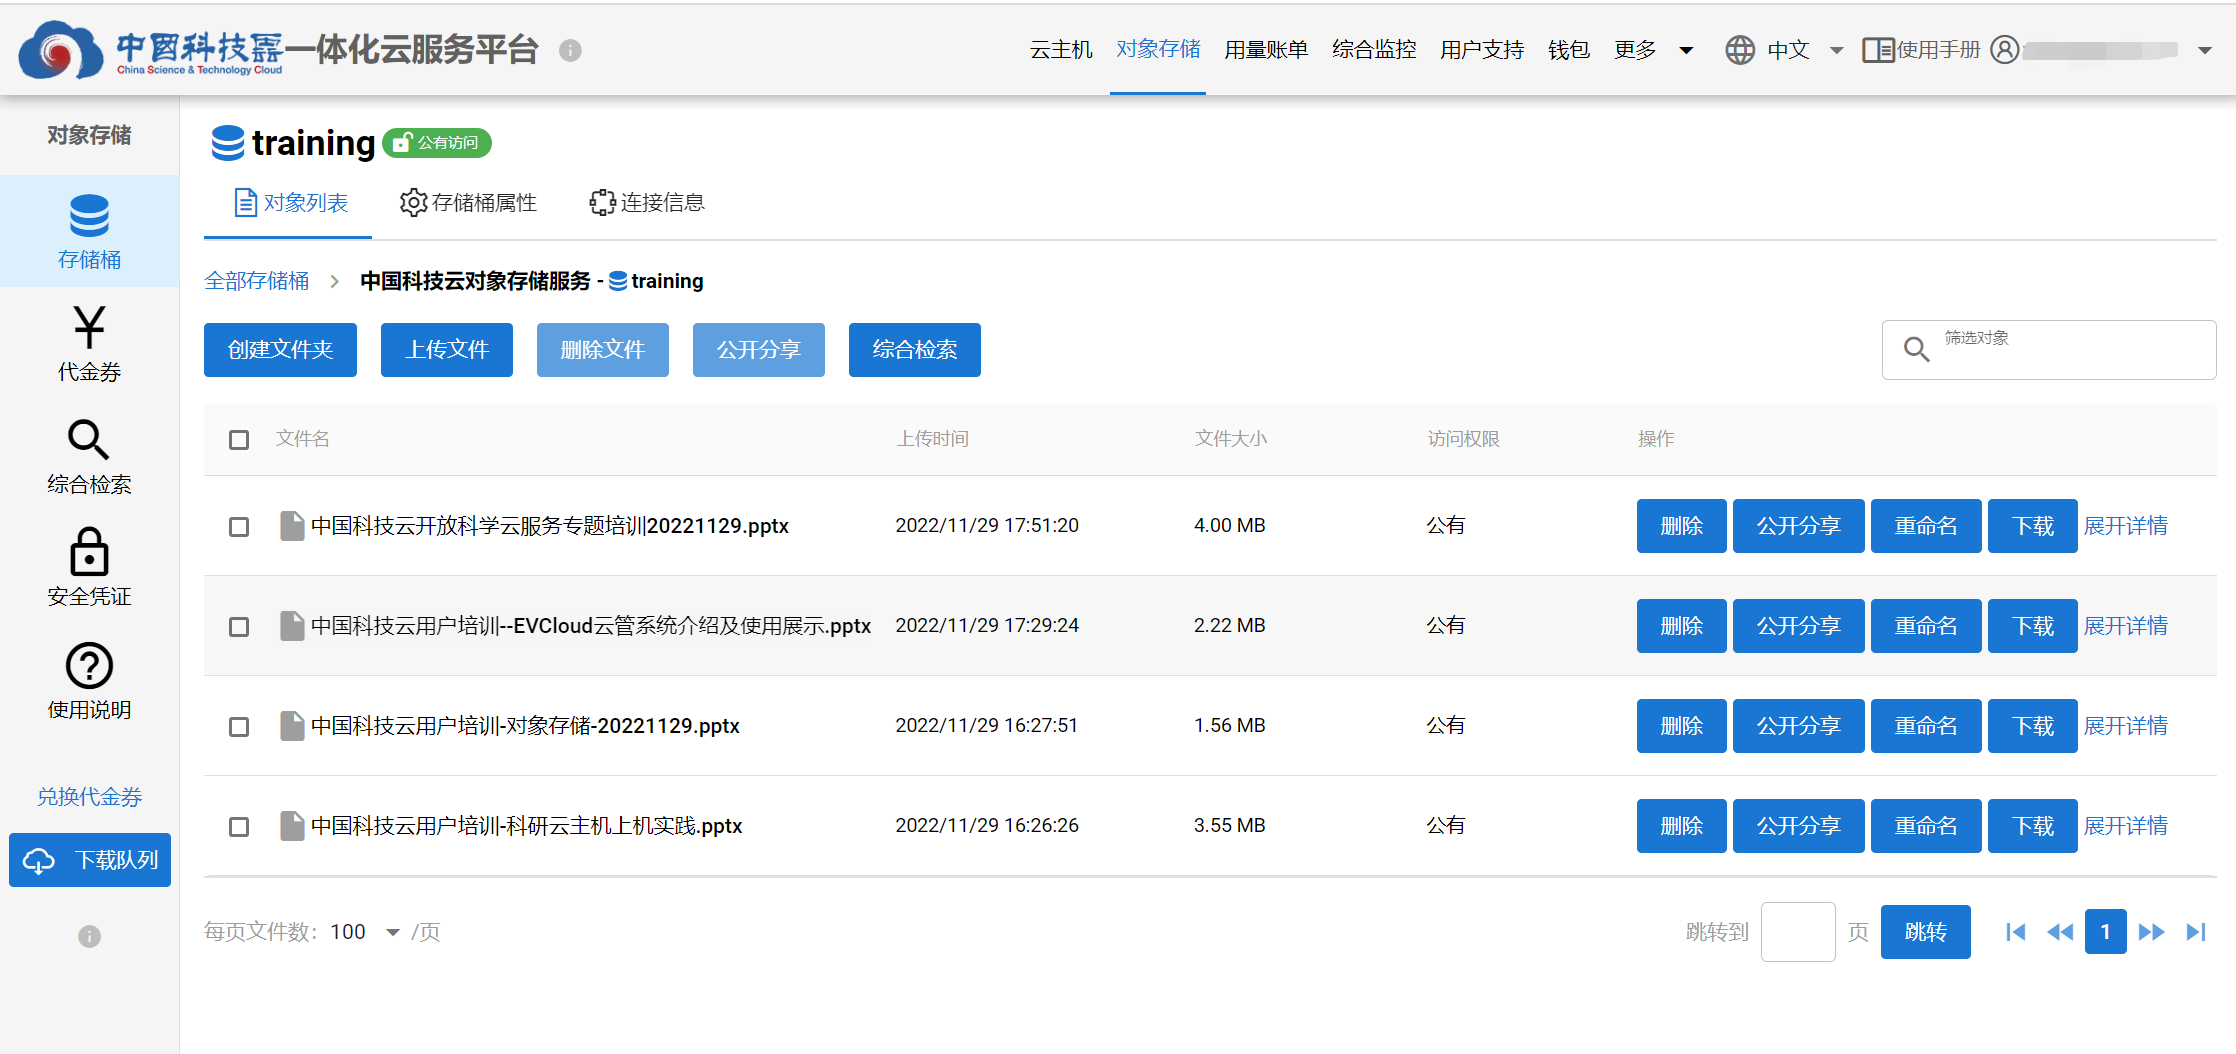 中国科技云 一体化云服务平台
China Science & Technology Cloud
云主机 对象存储 用量账单 综合监控 用户支持 钱包 更多 中文 使用手册
对象存储
存储桶
代金券
综合检索
安全凭证
使用说明
兑换代金券
下载队列
training 公有访问
对象列表 存储桶属性 连接信息
全部存储桶 > 中国科技云对象存储服务 - training
创建文件夹 上传文件 删除文件 公开分享 综合检索 筛选对象
文件名 上传时间 文件大小 访问权限 操作
中国科技云开放科学云服务专题培训20221129.pptx 2022/11/29 17:51:20 4.00 MB 公有 删除 公开分享 重命名 下载 展开详情
中国科技云用户培训--EVCloud云管系统介绍及使用展示.pptx 2022/11/29 17:29:24 2.22 MB 公有 删除 公开分享 重命名 下载 展开详情
中国科技云用户培训-对象存储-20221129.pptx 2022/11/29 16:27:51 1.56 MB 公有 删除 公开分享 重命名 下载 展开详情
中国科技云用户培训-科研云主机上机实践.pptx 2022/11/29 16:26:26 3.55 MB 公有 删除 公开分享 重命名 下载 展开详情
每页文件数: 100 /页 跳转到 页 跳转 1